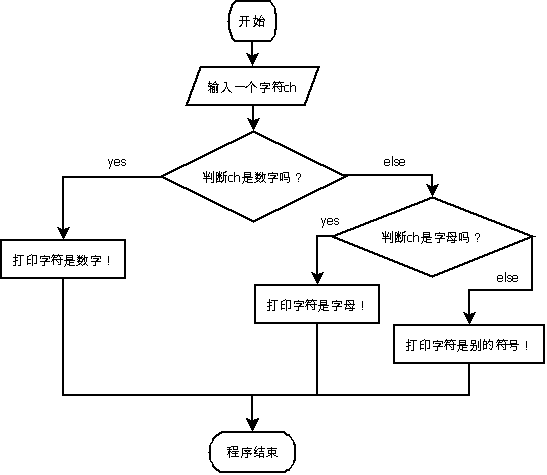 开始
输入一个字符ch
yes
else
判断ch是数字吗？
yes
判断ch是字母吗？
打印字符是数字！
else
打印字符是字母！
打印字符是别的符号！
程序结束